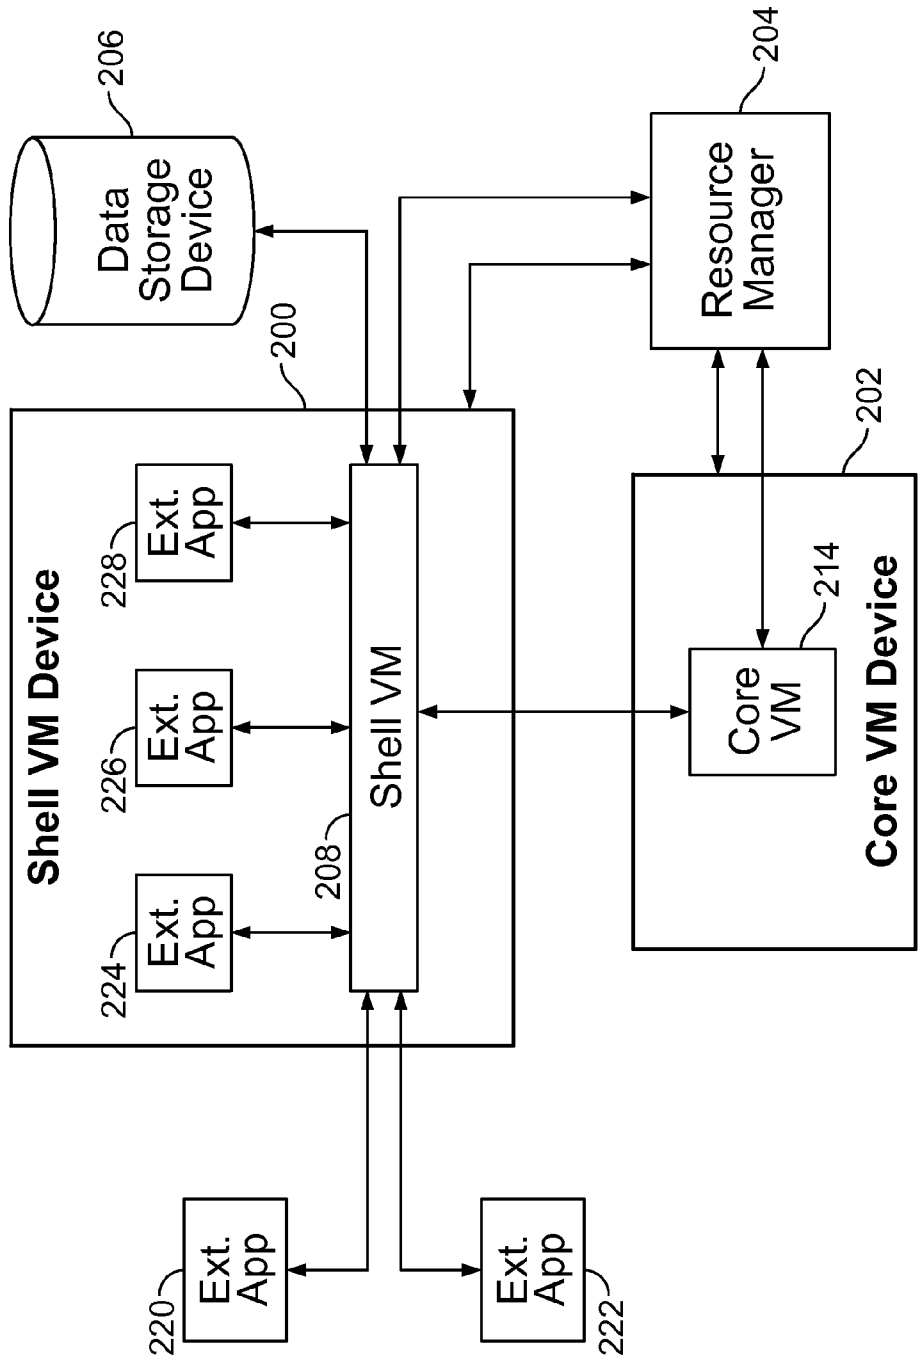 Shell VM Device
200
Data
Storage
Device
206
224
Ext.
App
226
Ext.
App
228
Ext.
App
208
Shell VM
220
Ext.
App
Ext.
App
222
Core
VM
214
Core VM Device
202
Resource
Manager
204